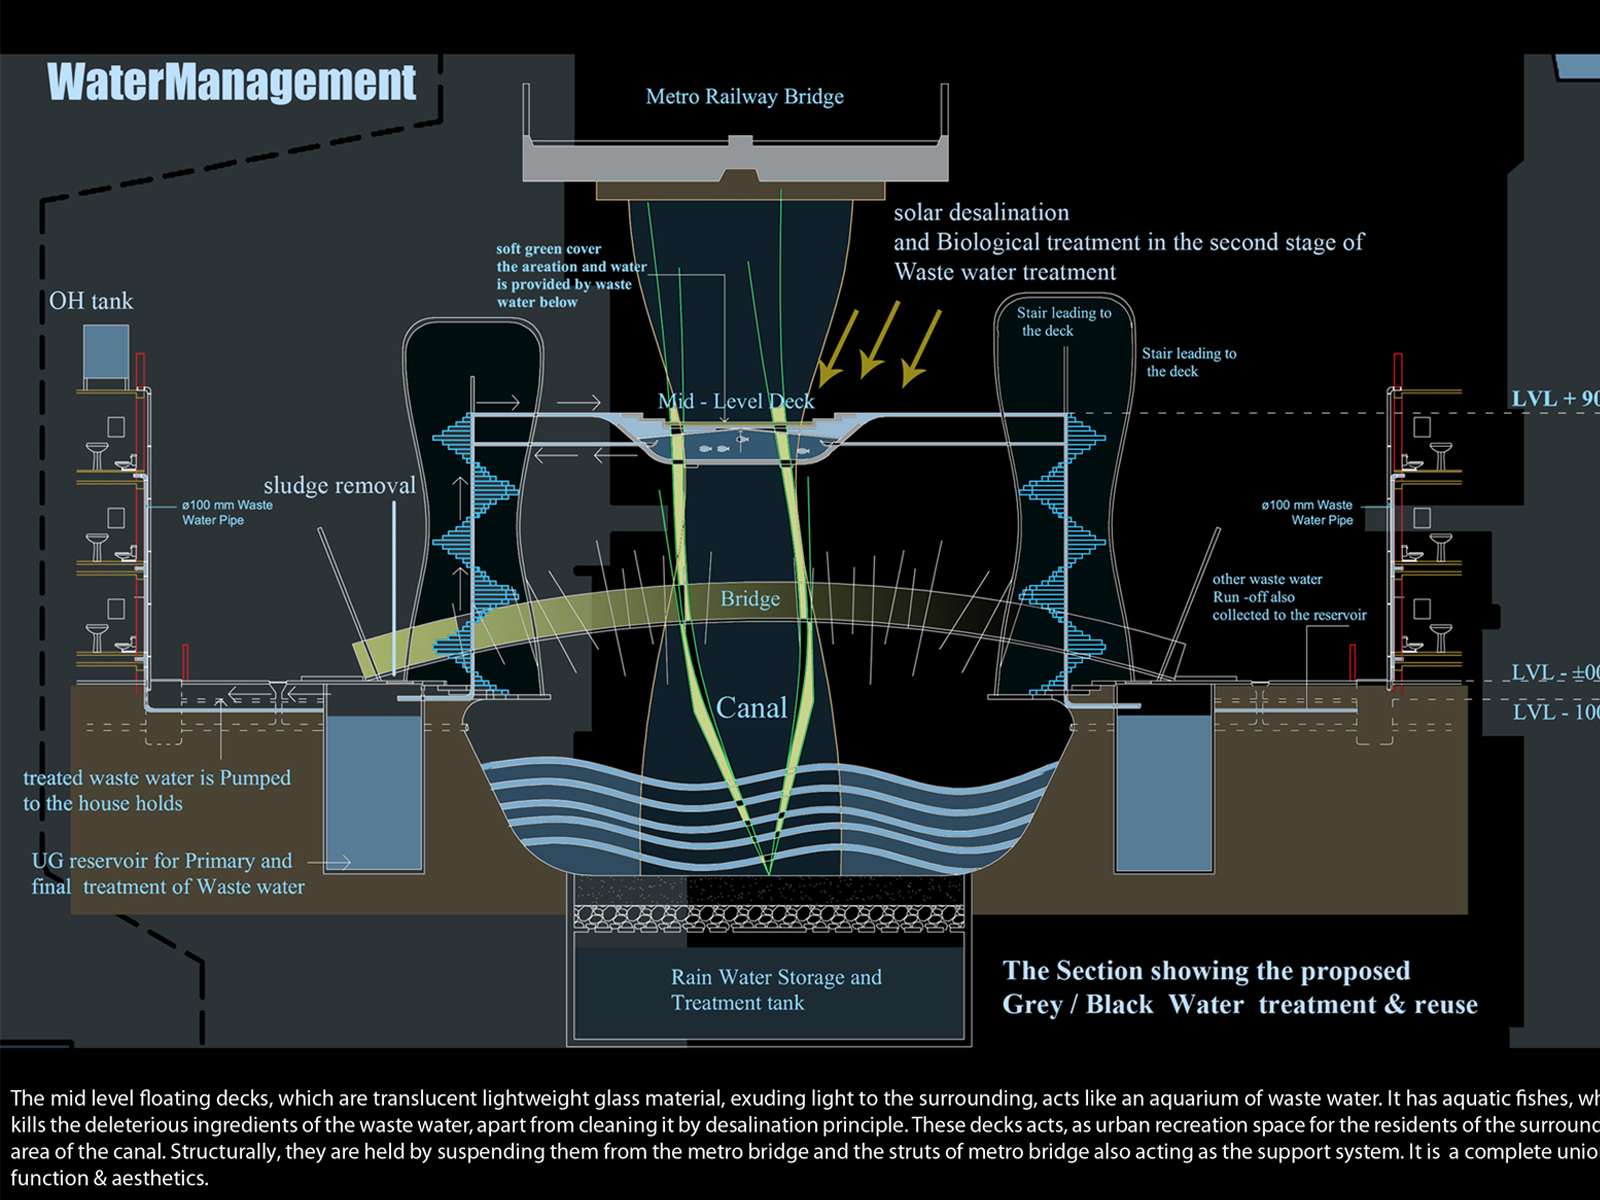 WaterManagement
Metro Railway Bridge
solar desalination
and Biological treatment in the second stage of
Waste water treatment
soft green cover
the areation and water
is provided by waste
water below
OH tank
Stair leading to
the deck
Stair leading to
the deck
Mid - Level Deck
LVL + 90
sludge removal
ø100 mm Waste
Water Pipe
ø100 mm Waste
Water Pipe
other waste water
Run -off also
collected to the reservoir
Bridge
LVL - ±00
LVL - 100
Canal
treated waste water is Pumped
to the house holds
UG reservoir for Primary and
final treatment of Waste water
Rain Water Storage and
Treatment tank
The Section showing the proposed
Grey / Black Water treatment & reuse
The mid level floating decks, which are translucent lightweight glass material, exuding light to the surrounding, acts like an aquarium of waste water. It has aquatic fishes, wh
kills the deleterious ingredients of the waste water, apart from cleaning it by desalination principle. These decks acts, as urban recreation space for the residents of the surround
area of the canal. Structurally, they are held by suspending them from the metro bridge and the struts of metro bridge also acting as the support system. It is a complete unio
function & aesthetics.